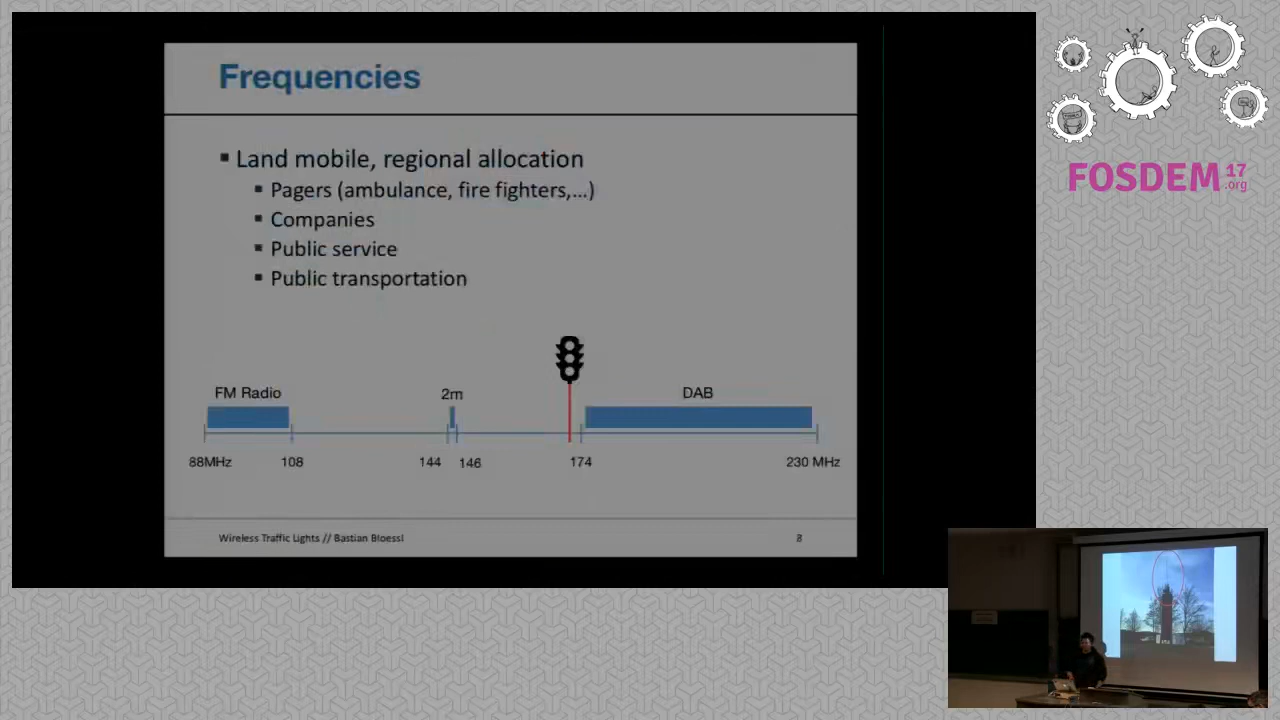 Frequencies
Land mobile, regional allocation
Pagers (ambulance, fire fighters,...)
Companies
Public service
Public transportation
FM Radio
2m
DAB
88MHz
108
144
146
174
230 MHz
Wireless Traffic Lights // Bastian Bloessl
8
FOSDEM 17
.org